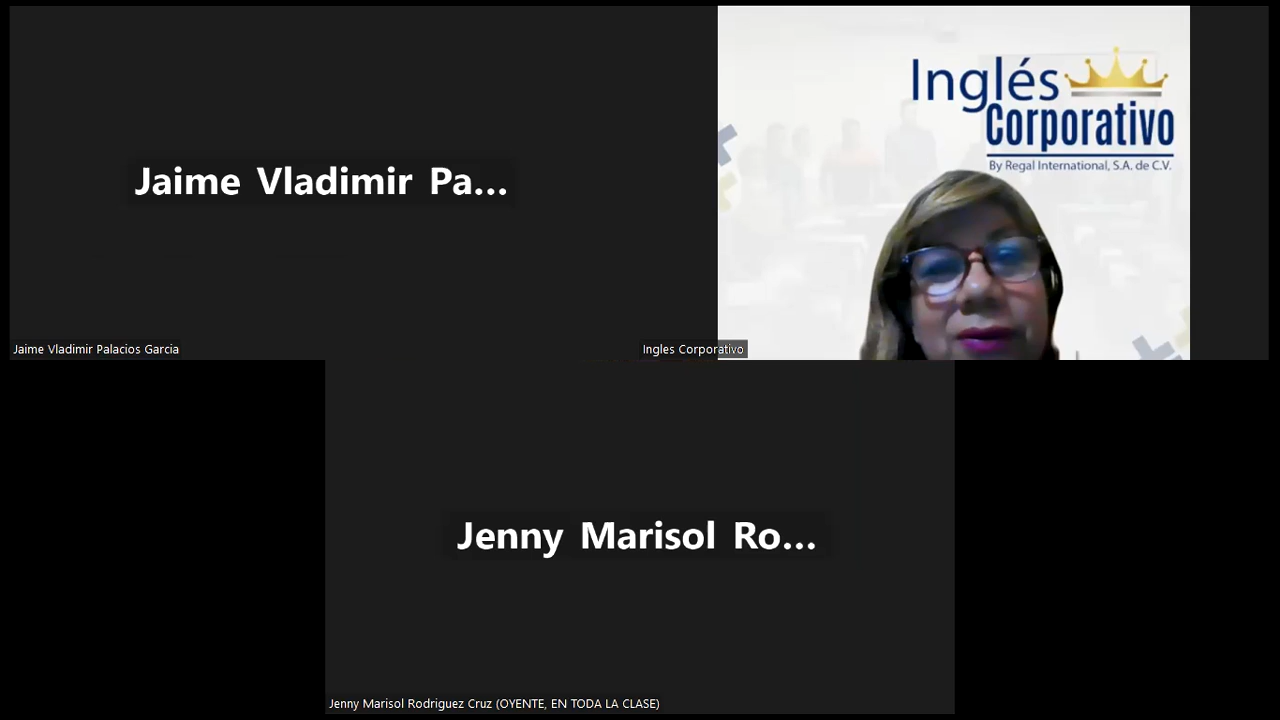 Jaime Vladimir Pa...
Jaime Vladimir Palacios Garcia
Inglés
Corporativo
By Regal International, S.A. de C.V.
Ingles Corporativo
Jenny Marisol Ro...
Jenny Marisol Rodriguez Cruz (OYENTE, EN TODA LA CLASE)